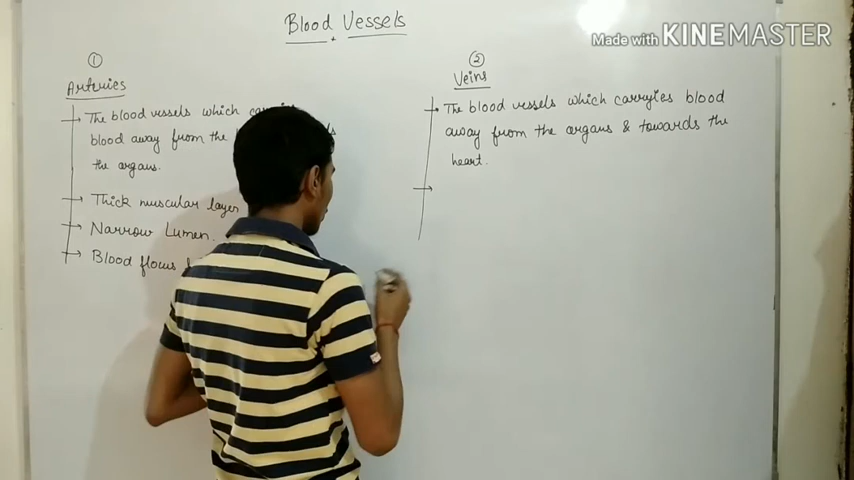 Blood Vessels
Made with KINEMASTER
①
Arteries
The blood vessels which
blood away from the
the organs.
Thick muscular layer
Narrow Lumen.
Blood flows
②
Veins
The blood vessels which carryies blood
away from the organs & towards the
heart.